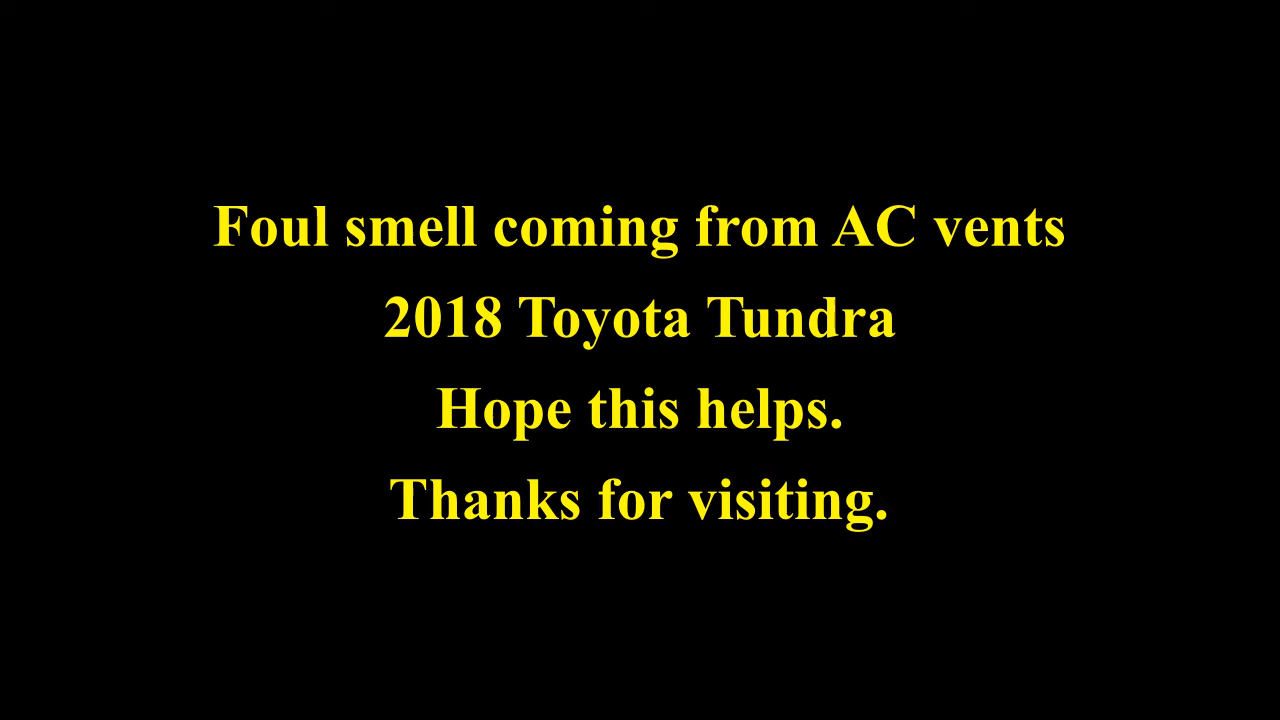 Foul smell coming from AC vents
2018 Toyota Tundra
Hope this helps.
Thanks for visiting.